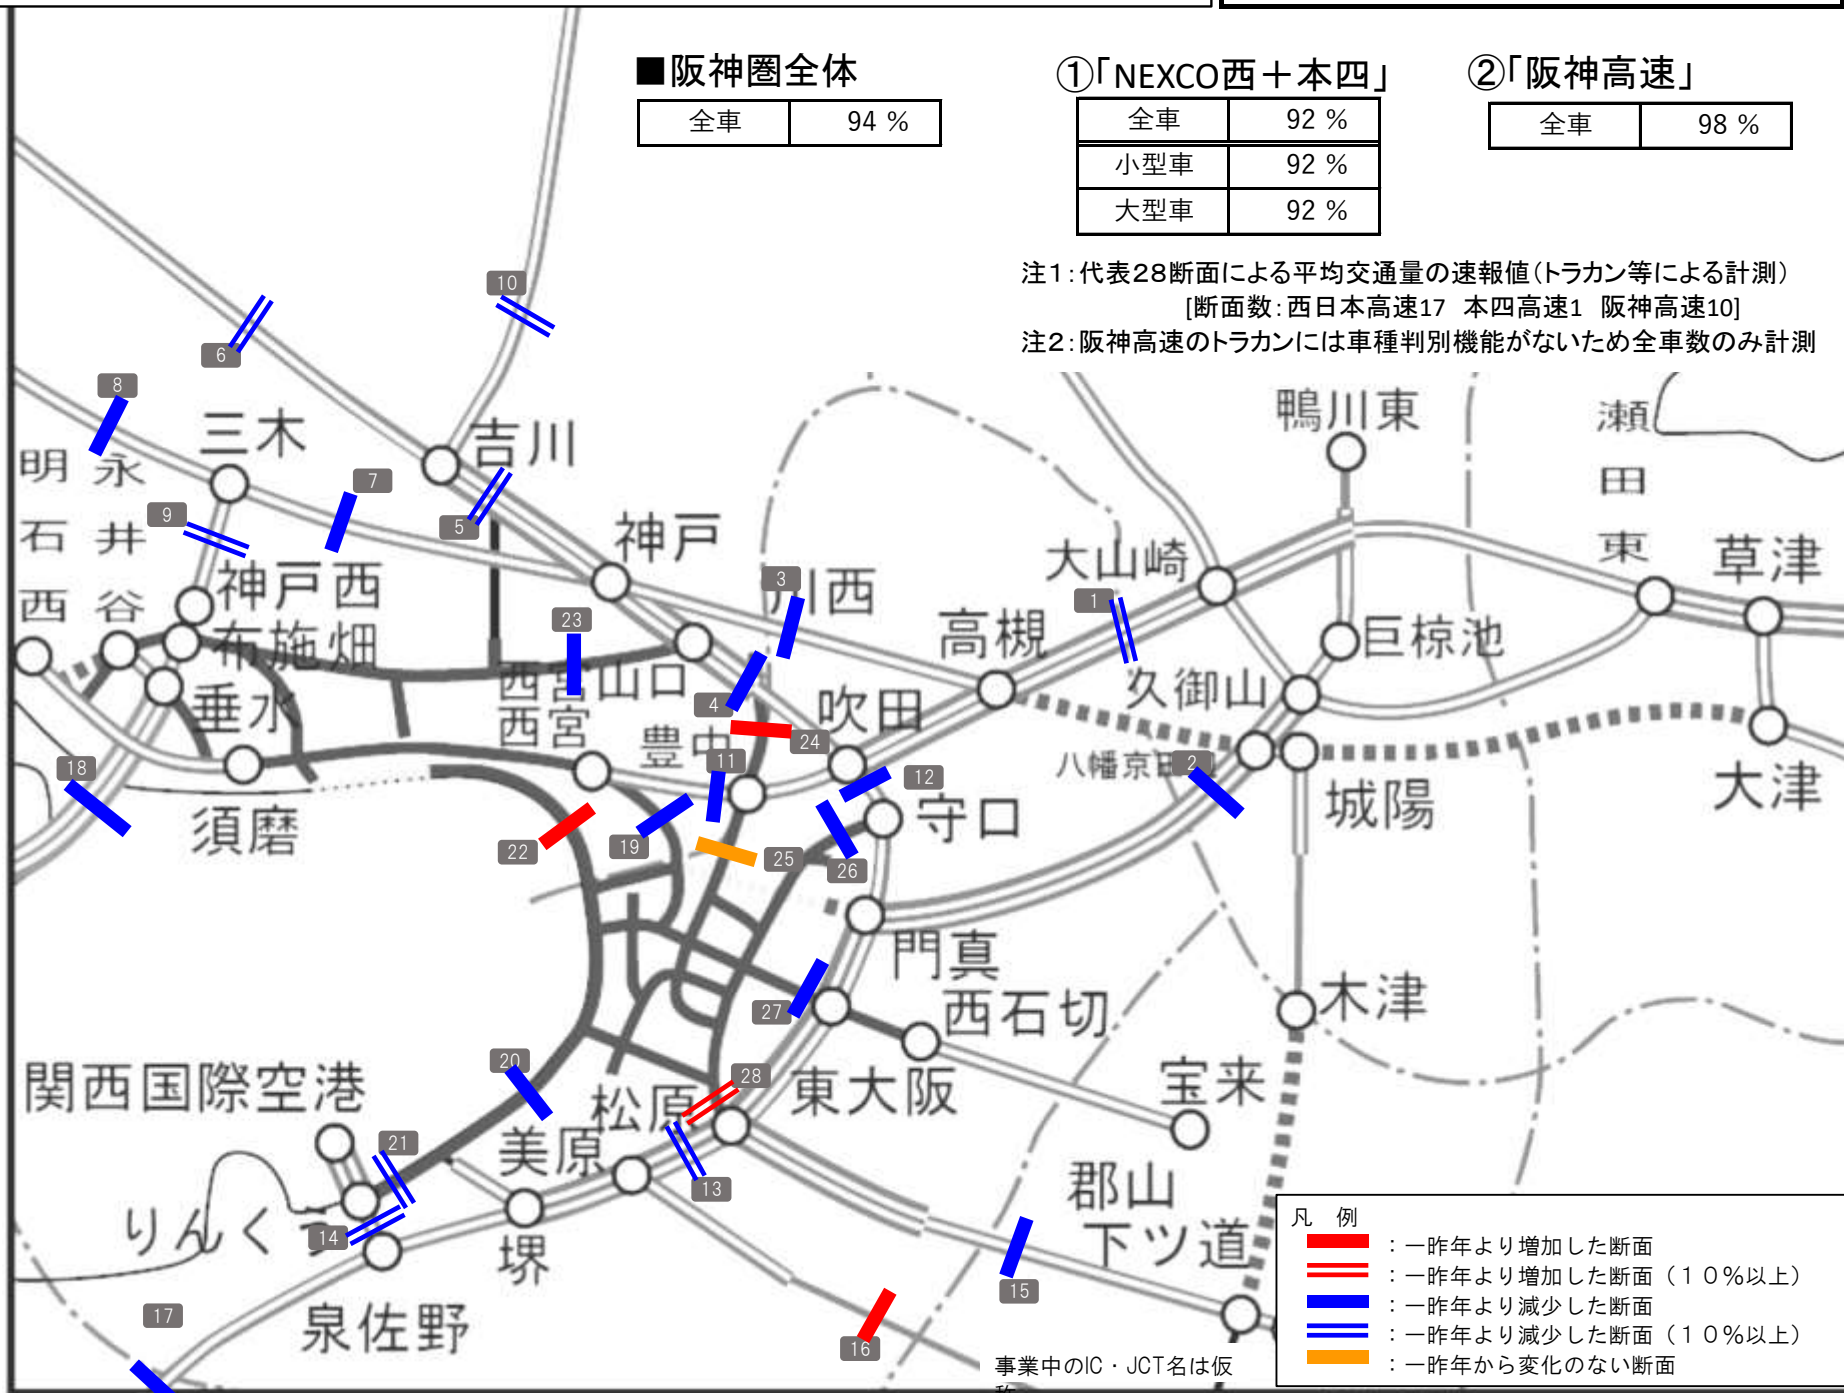 ■阪神圏全体
全車 94 %
①「NEXCO西＋本四」
全車 92 %
小型車 92 %
大型車 92 %
②「阪神高速」
全車 98 %
注1：代表28断面による平均交通量の速報値（トラカン等による計測）
[断面数：西日本高速17 本四高速1 阪神高速10]
注2：阪神高速のトラカンには車種判別機能がないため全車数のみ計測
10
6
8
三木
吉川
鴨川東
瀬田東
明石西
永井谷
7
9
5
神戸
大山崎
草津
神戸西
布施畑
3
川西
1
高槻
23
巨椋池
西宮山口
4
久御山
垂水
西宮
豊中
吹田
24
11
12
八幡京田
2
18
須磨
守口
城陽
大津
22
19
25
26
門真
27
西石切
木津
20
28
関西国際空港
松原
東大阪
宝来
21
美原
13
郡山
下ツ道
りんくう
14
堺
15
17
泉佐野
16
事業中のIC・JCT名は仮
称
凡 例
：一昨年より増加した断面
：一昨年より増加した断面（１０％以上）
：一昨年より減少した断面
：一昨年より減少した断面（１０％以上）
：一昨年から変化のない断面